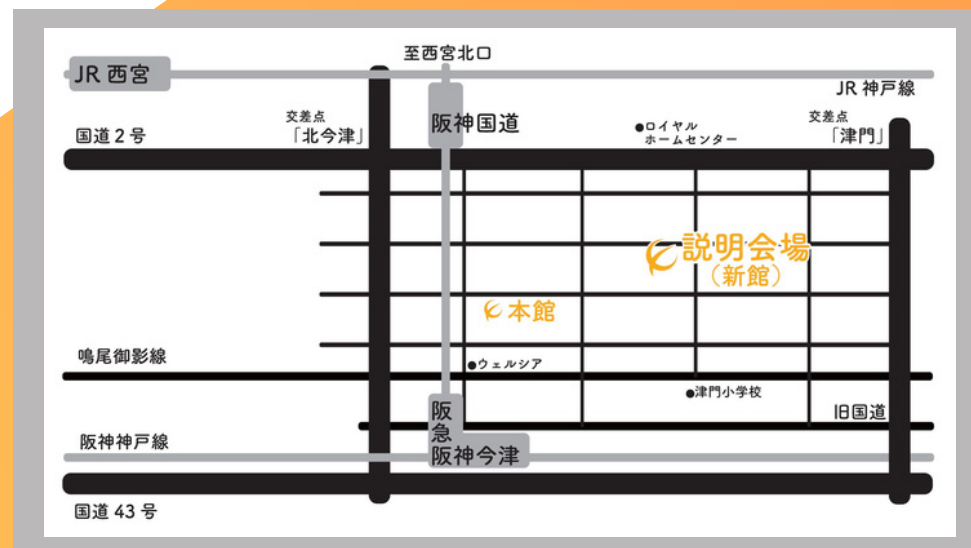 至西宮北口
JR 西宮
JR 神戸線
国道 2 号
交差点
「北今津」
阪神国道
●ロイヤル
ホームセンター
交差点
「津門」
説明会場
（新館）
本館
鳴尾御影線
●ウェルシア
●津門小学校
旧国道
阪急
阪神今津
阪神神戸線
国道 43 号